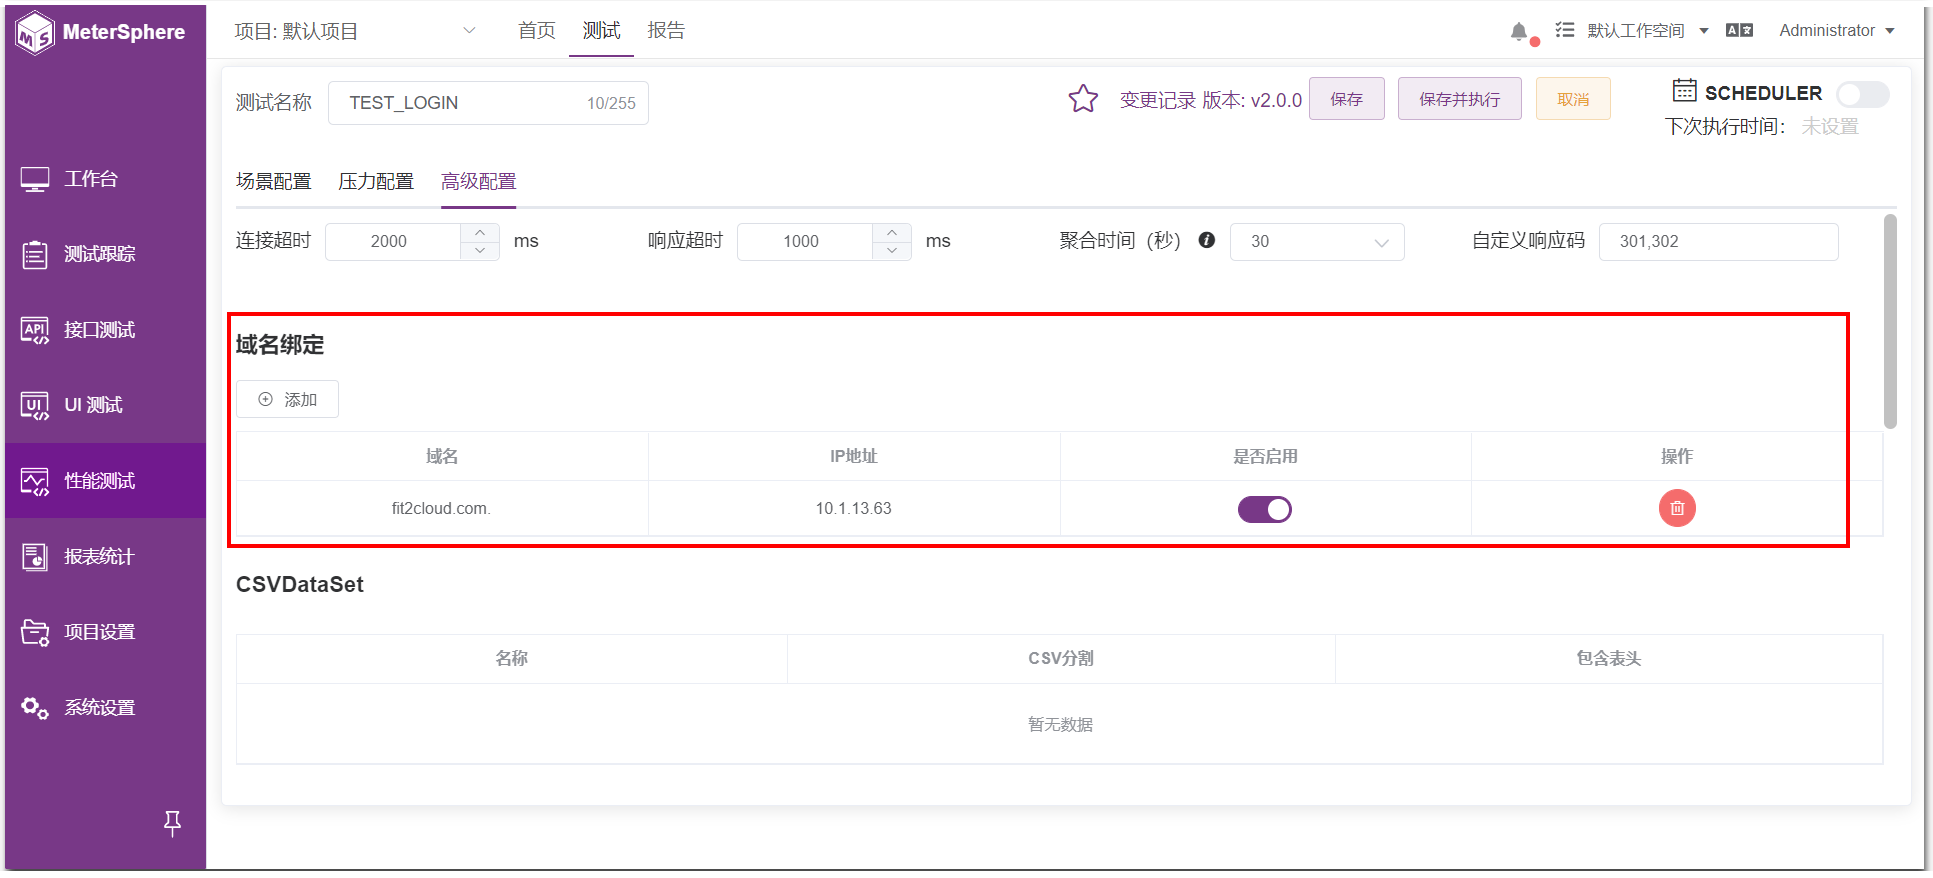 MeterSphere
项目: 默认项目
首页
测试
报告
默认工作空间
Administrator
测试名称
TEST_LOGIN
10/255
变更记录 版本: v2.0.0
保存
保存并执行
取消
SCHEDULER
下次执行时间:
未设置
工作台
测试跟踪
接口测试
UI 测试
性能测试
报表统计
项目设置
系统设置
场景配置
压力配置
高级配置
连接超时
2000
ms
响应超时
1000
ms
聚合时间（秒）
30
自定义响应码
301,302
域名绑定
添加
域名
IP地址
是否启用
操作
fit2cloud.com.
10.1.13.63
CSVDataSet
名称
CSV分割
包含表头
暂无数据